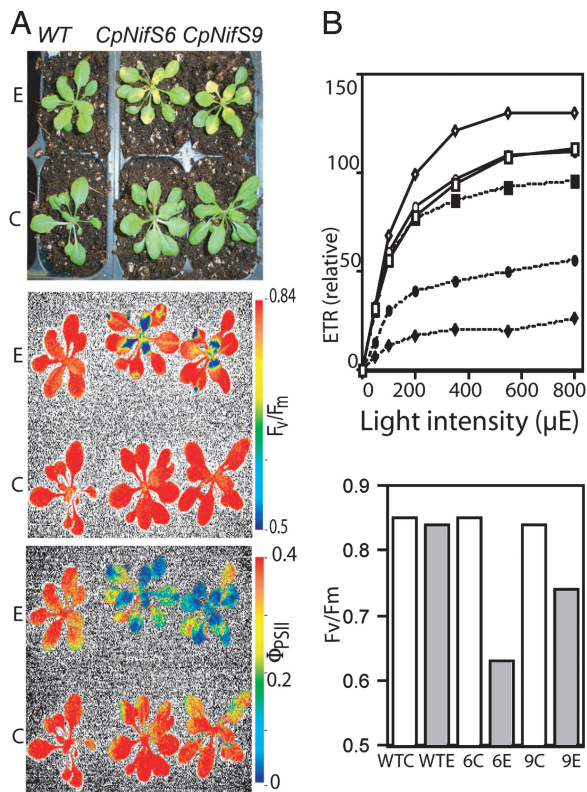 A
WT CpNifS6 CpNifS9
E
C
E
C
0.84
Fv/Fm
0.5
E
C
0.4
ΦPSII
0.2
0
B
150
100
50
0
ETR (relative)
0 200 400 600 800
Light intensity (µE)
0.9
0.8
0.7
0.6
0.5
Fv/Fm
WTC WTE 6C 6E 9C 9E